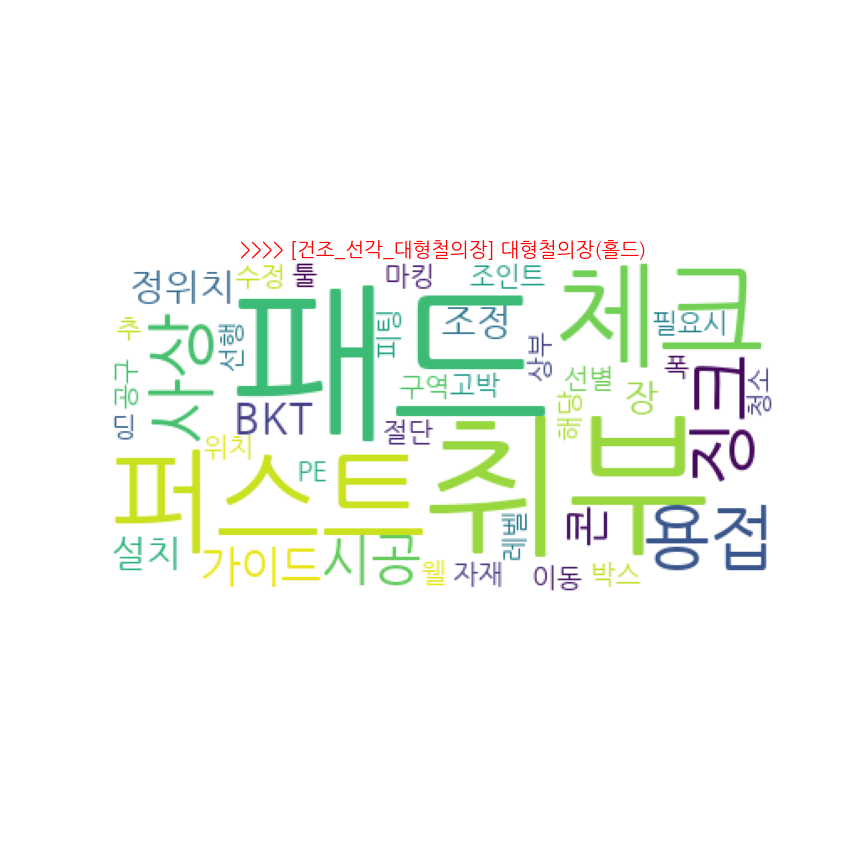 >>>> [건조_선각_대형철의장] 대형철의장(홀드)
정위치
수정
툴
마킹
조인트
체크
패드
추
사상
선행
피팅
조정
상부
필요시
공구
BKT
구역
고박
선별
장
폭
징크
청소
해당
딩
위치
절단
퍼스트
PE
취부
설치
가이드
시공
웰
자재
레벨
이동
콘
박스
용접